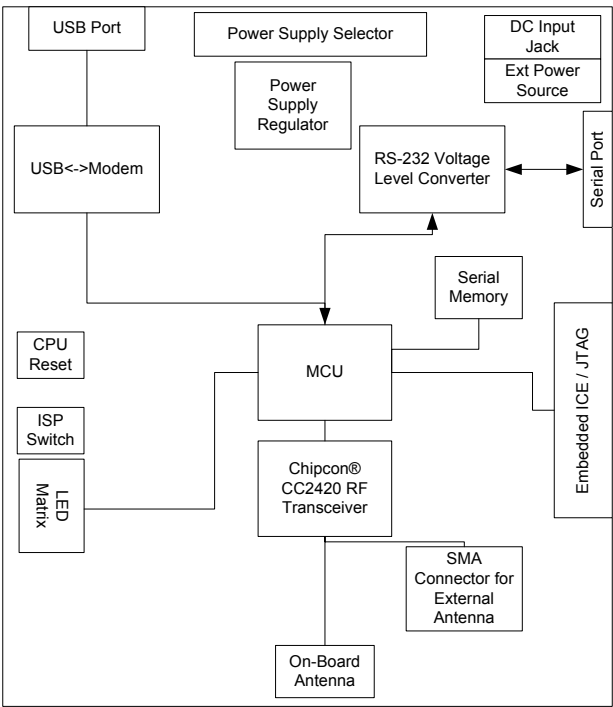 USB Port
Power Supply Selector
DC Input
Jack
Ext Power
Source
Power
Supply
Regulator
USB<->Modem
RS-232 Voltage
Level Converter
Serial Port
Serial
Memory
CPU
Reset
MCU
Embedded ICE / JTAG
ISP
Switch
LED
Matrix
Chipcon®
CC2420 RF
Transceiver
SMA
Connector for
External
Antenna
On-Board
Antenna